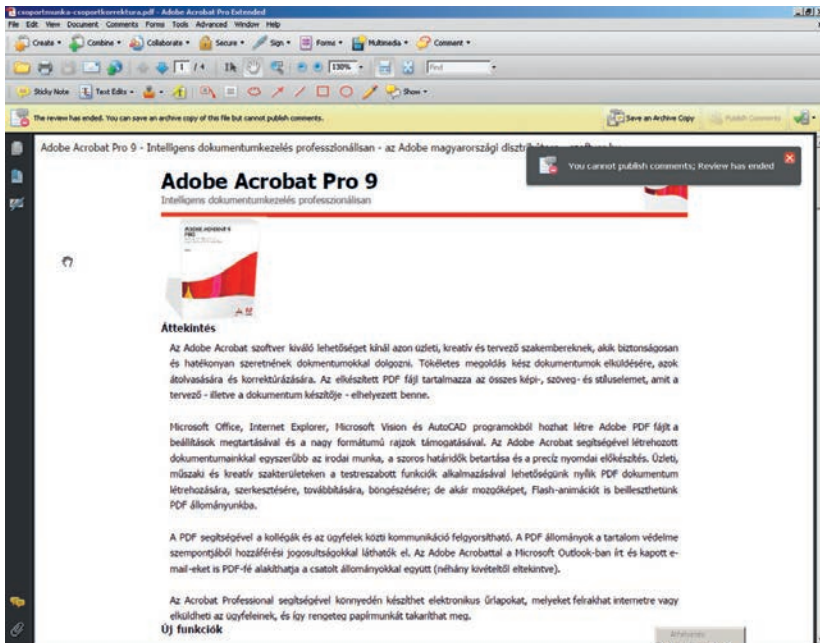 csoportmunka-csoportkorrektura.pdf - Adobe Acrobat Pro Extended
File Edit View Document Comments Forms Tools Advanced Window Help
Create Combine Collaborate Secure Sign Forms Multimedia Comment
1 / 4 130% Find
Sticky Note Text Edits Show
The review has ended. You can save an archive copy of this file but cannot publish comments. Save an Archive Copy Publish Comments
Adobe Acrobat Pro 9 - Intelligens dokumentumkezelés professzionálisan - az Adobe magyarországi
You cannot publish comments; Review has ended
Adobe Acrobat Pro 9
Intelligens dokumentumkezelés professzionálisan
ADOBE ACROBAT 9
PRO
Áttekintés
Az Adobe Acrobat szoftver kiváló lehetőséget kínál azon üzleti, kreatív és tervező szakembereknek, akik biztonságosan
és hatékonyan szeretnének dokmentumokkal dolgozni. Tökéletes megoldás kész dokumentumok elküldésére, azok
átolvasására és korrektúrázására. Az elkészített PDF fájl tartalmazza az összes képi-, szöveg- és stíluselemet, amit a
tervező - illetve a dokumentum készítője - elhelyezett benne.
Microsoft Office, Internet Explorer, Microsoft Vision és AutoCAD programokból hozhat létre Adobe PDF fájlt a
beállítások megtartásával és a nagy formátumú rajzok támogatásával. Az Adobe Acrobat segítségével létrehozott
dokumentumainkkal egyszerűbb az irodai munka, a szoros határidők betartása és a precíz nyomdai előkészítés. Üzleti,
műszaki és kreatív szakterületeken a testreszabott funkciók alkalmazásával lehetőségünk nyílik PDF dokumentum
létrehozására, szerkesztésére, továbbítására, böngészésére; de akár mozgóképet, Flash-animációt is beilleszthetünk
PDF állományunkba.
A PDF segítségével a kollégák és az ügyfelek közti kommunikáció felgyorsítható. A PDF állományok a tartalom védelme
szempontjából hozzáférési jogosultságokkal láthatók el. Az Adobe Acrobattal a Microsoft Outlook-ban írt és kapott e-
mail-eket is PDF-fé alakíthatja a csatolt állományokkal együtt (néhány kivételtől eltekintve).
Az Acrobat Professional segítségével könnyedén készíthet elektronikus űrlapokat, melyeket felrakhat internetre vagy
elküldheti az ügyfeleinek, és így rengeteg papírmunkát takaríthat meg.
Új funkciók
Áttekintés